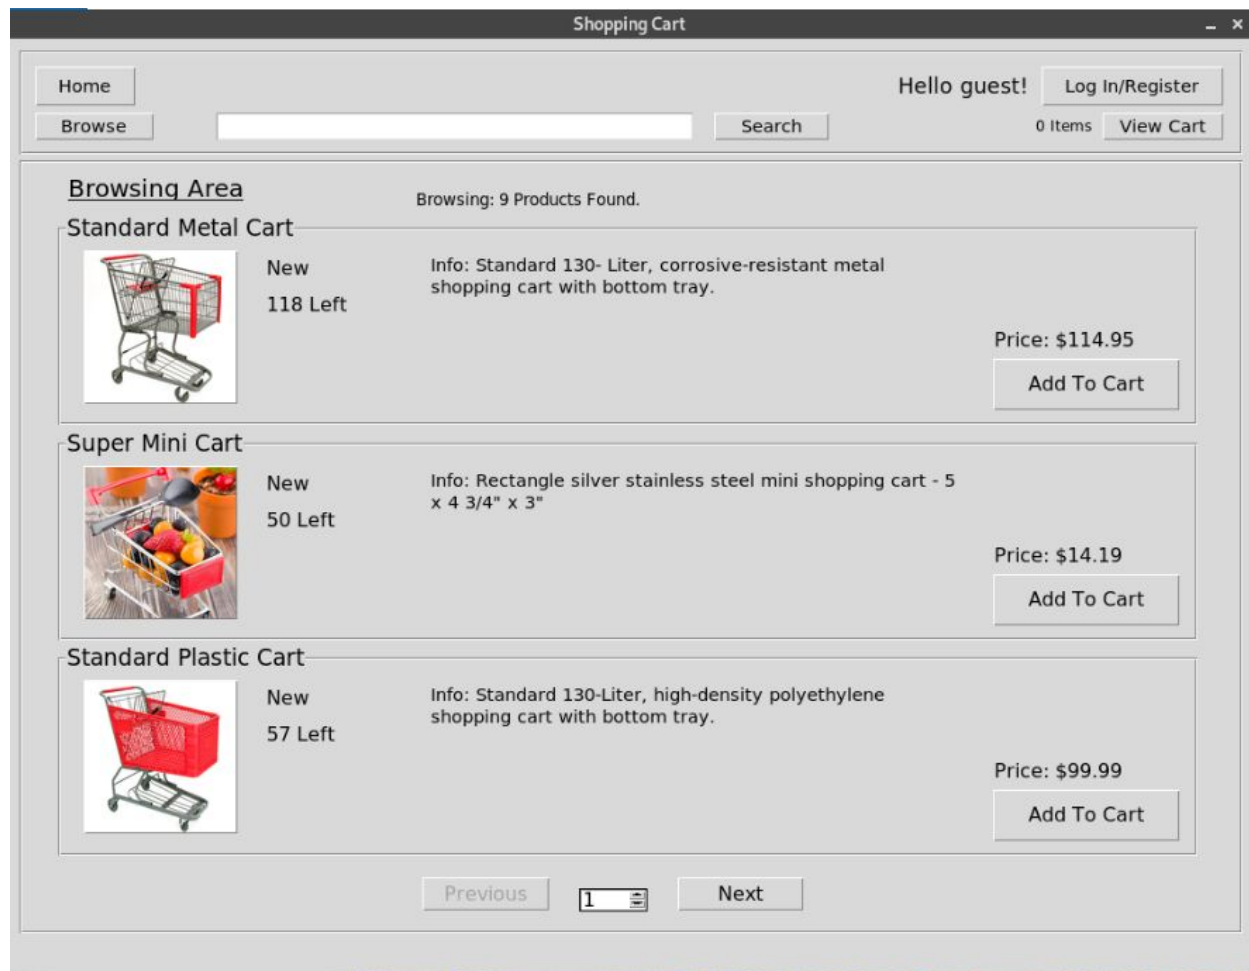 Shopping Cart
Home
Hello guest!
Log In/Register
Browse
Search
0 Items
View Cart
Browsing Area
Browsing: 9 Products Found.
Standard Metal Cart
New
118 Left
Info: Standard 130- Liter, corrosive-resistant metal
shopping cart with bottom tray.
Price: $114.95
Add To Cart
Super Mini Cart
New
50 Left
Info: Rectangle silver stainless steel mini shopping cart - 5
x 4 3/4" x 3"
Price: $14.19
Add To Cart
Standard Plastic Cart
New
57 Left
Info: Standard 130-Liter, high-density polyethylene
shopping cart with bottom tray.
Price: $99.99
Add To Cart
Previous
1
Next